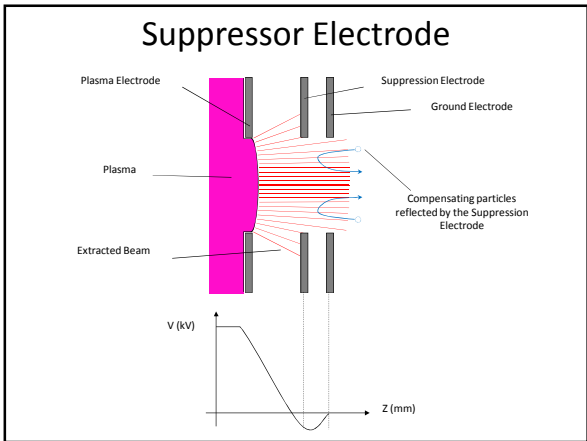 Suppressor Electrode
Plasma Electrode
Suppression Electrode
Ground Electrode
Plasma
Compensating particles
reflected by the Suppression
Electrode
Extracted Beam
V (kV)
Z (mm)